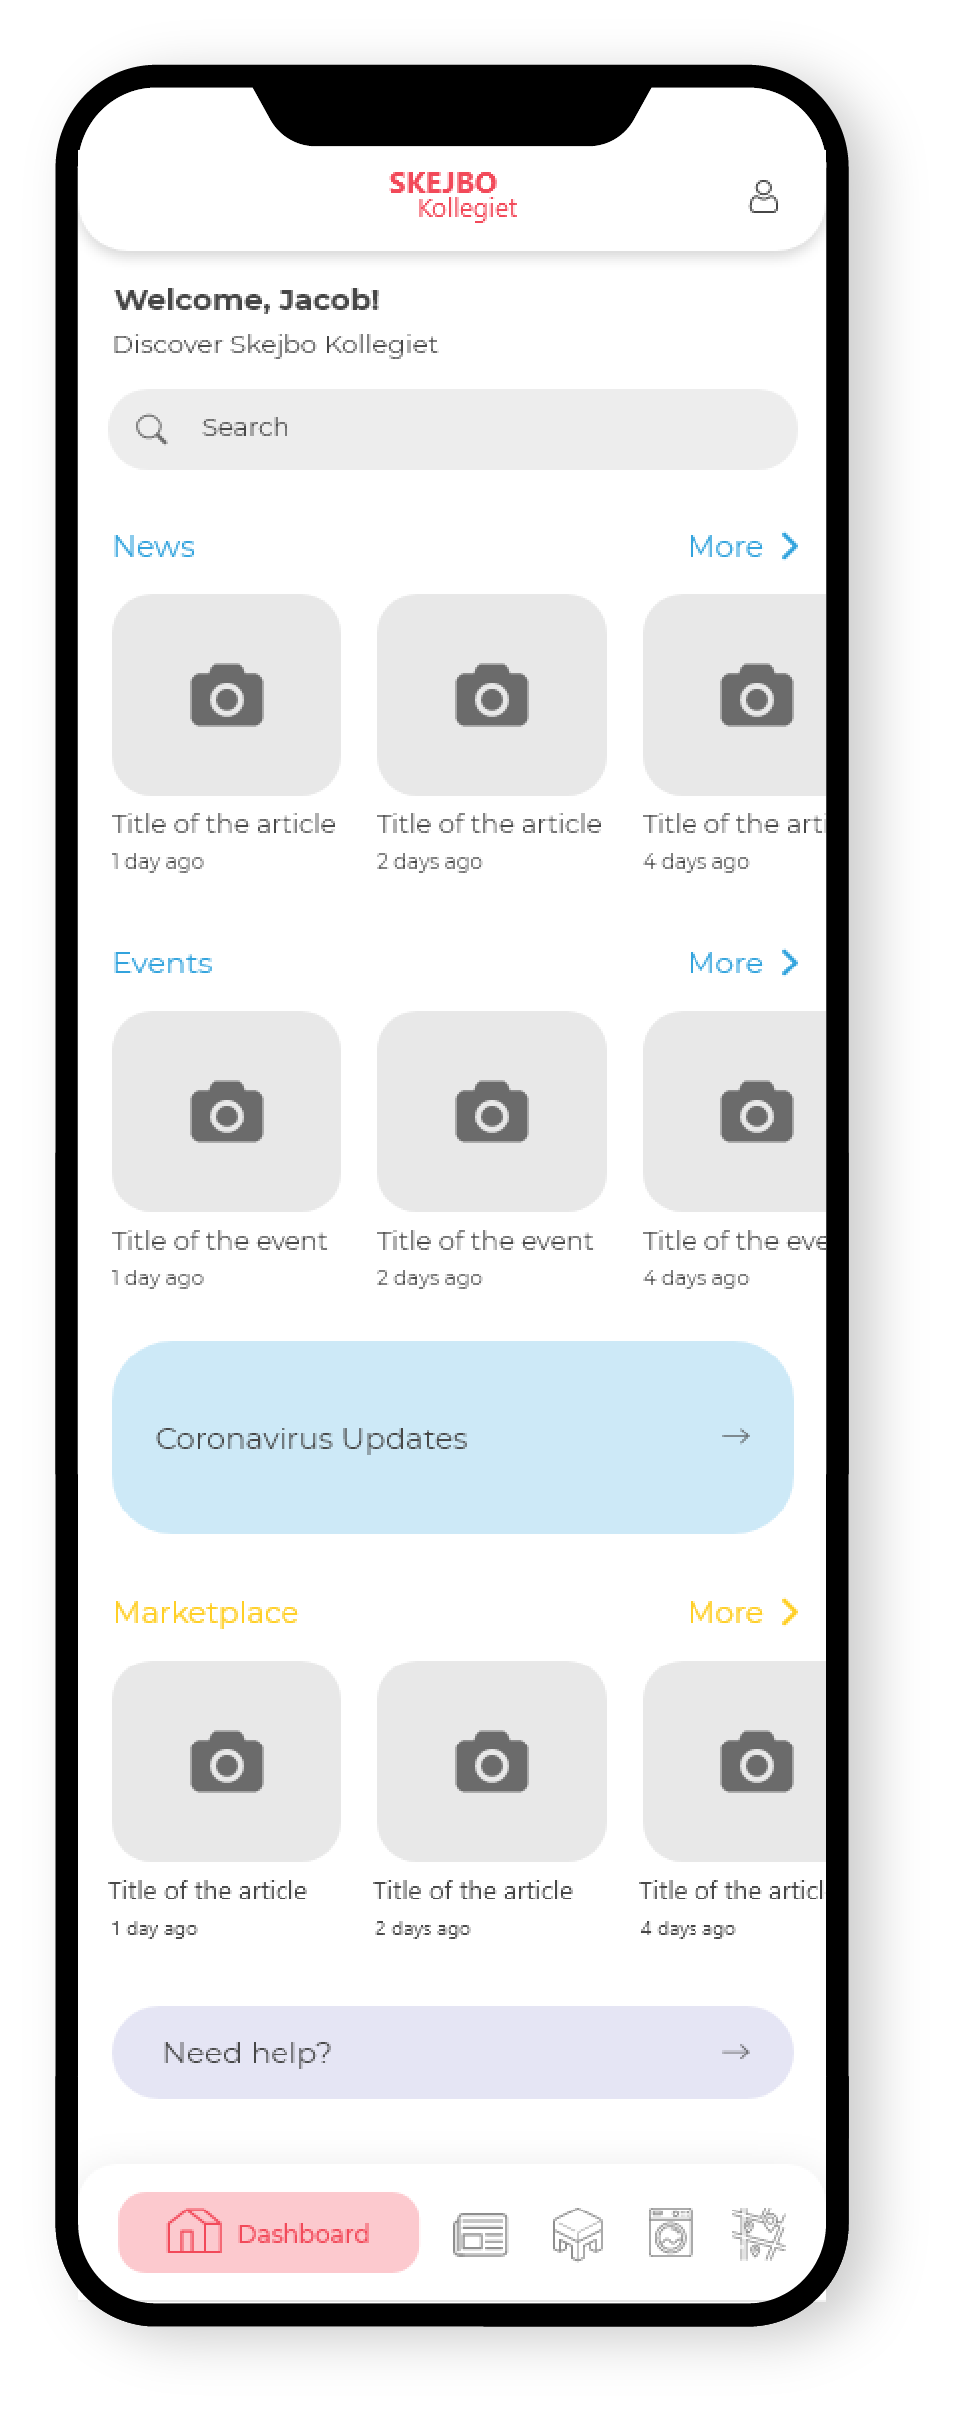 SKEJBO
Kollegiet
Welcome, Jacob!
Discover Skejbo Kollegiet
Search
News More
Title of the article Title of the article Title of the arti
1 day ago 2 days ago 4 days ago
Events More
Title of the event Title of the event Title of the eve
1 day ago 2 days ago 4 days ago
Coronavirus Updates
Marketplace More
Title of the article Title of the article Title of the articl
1 day ago 2 days ago 4 days ago
Need help?
Dashboard